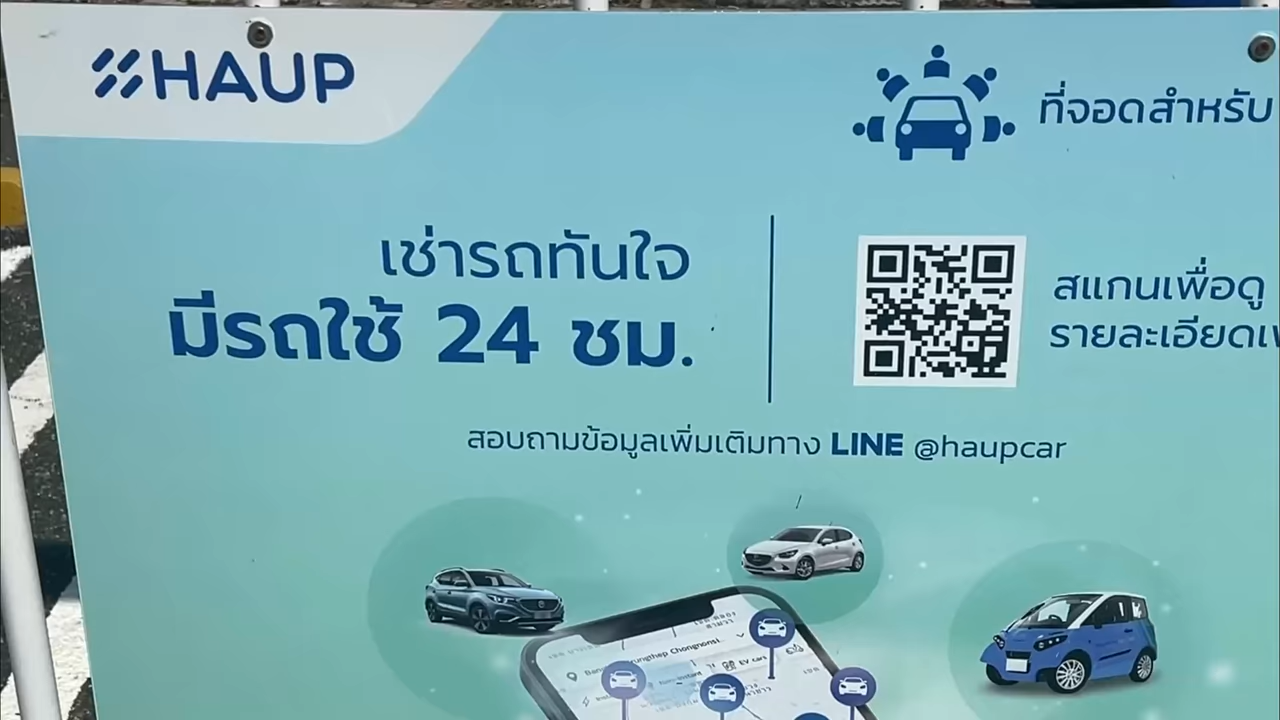 HAUP
ที่จอดสำหรับ
เช่ารถทันใจ
มีรถใช้ 24 ชม.
สแกนเพื่อดู
รายละเอียด
สอบถามข้อมูลเพิ่มเติมทาง LINE @haupcar
Chongnonsi
EV cars